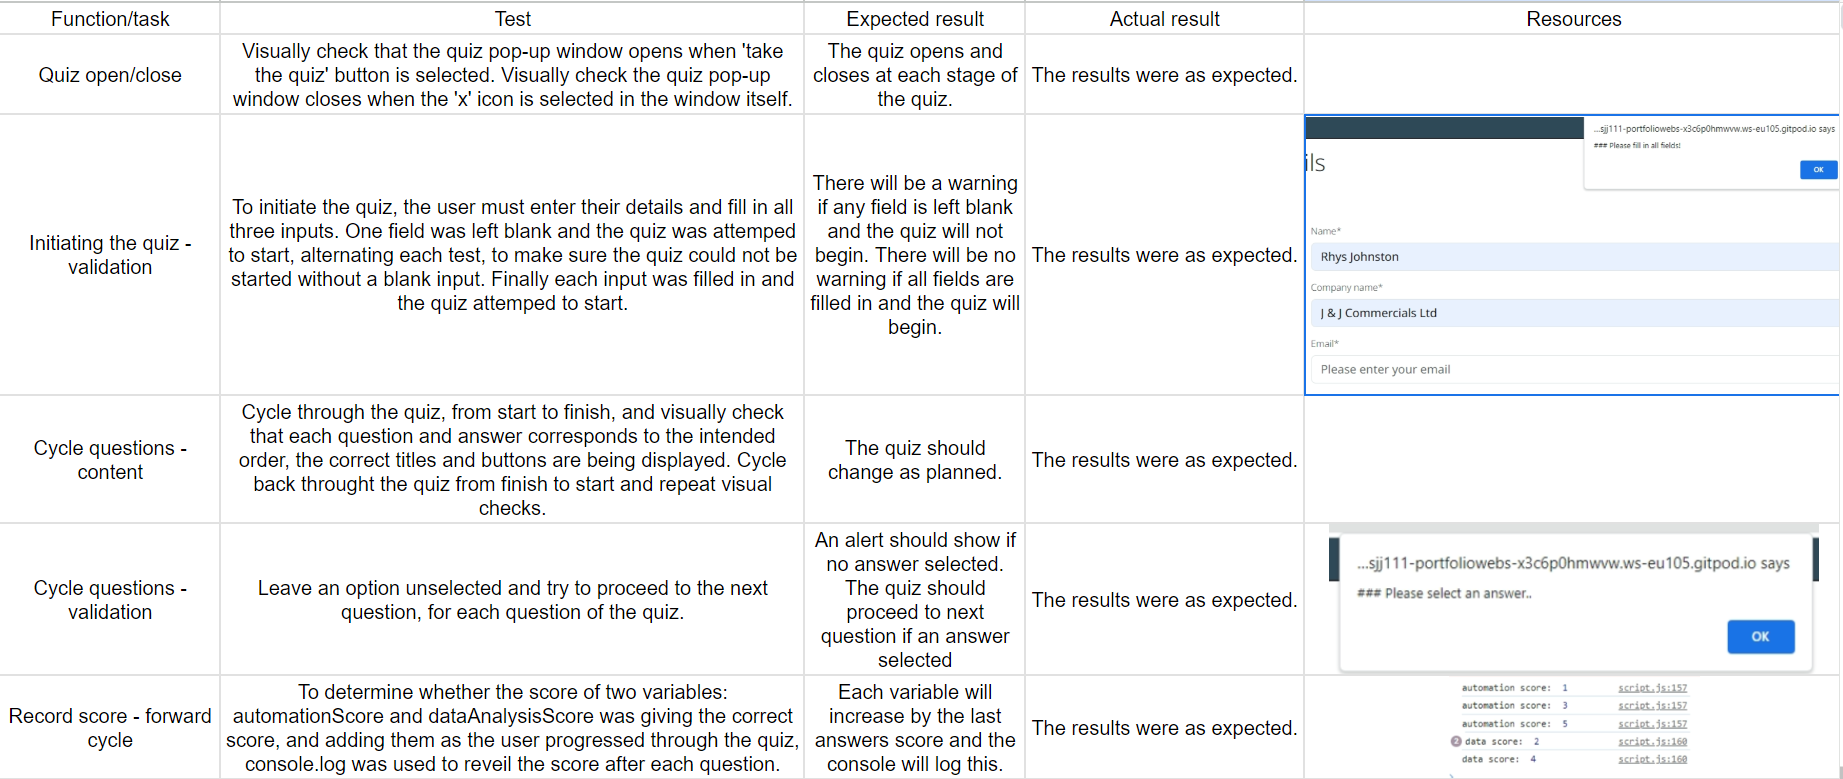 Function/task Test Expected result Actual result Resources
Quiz open/close
Visually check that the quiz pop-up window opens when 'take
the quiz' button is selected. Visually check the quiz pop-up
window closes when the 'x' icon is selected in the window itself.
The quiz opens and
closes at each stage of
the quiz.
The results were as expected.
Initiating the quiz -
validation
To initiate the quiz, the user must enter their details and fill in all
three inputs. One field was left blank and the quiz was attemped
to start, alternating each test, to make sure the quiz could not be
started without a blank input. Finally each input was filled in and
the quiz attemped to start.
There will be a warning
if any field is left blank
and the quiz will not
begin. There will be no
warning if all fields are
filled in and the quiz will
begin.
The results were as expected.
...sjj111-portfoliowebs-x3c6p0hmwvw.ws-eu105.gitpod.io says
### Please fill in all fields!
OK
ils
Name*
Rhys Johnston
Company name*
J & J Commercials Ltd
Email*
Please enter your email
Cycle questions -
content
Cycle through the quiz, from start to finish, and visually check
that each question and answer corresponds to the intended
order, the correct titles and buttons are being displayed. Cycle
back throught the quiz from finish to start and repeat visual
checks.
The quiz should
change as planned.
The results were as expected.
Cycle questions -
validation
Leave an option unselected and try to proceed to the next
question, for each question of the quiz.
An alert should show if
no answer selected.
The quiz should
proceed to next
question if an answer
selected
The results were as expected.
...sjj111-portfoliowebs-x3c6p0hmwvw.ws-eu105.gitpod.io says
### Please select an answer..
OK
Record score - forward
cycle
To determine whether the score of two variables:
automationScore and dataAnalysisScore was giving the correct
score, and adding them as the user progressed through the quiz,
console.log was used to reveil the score after each question.
Each variable will
increase by the last
answers score and the
console will log this.
The results were as expected.
automation score: 1 script.js:157
automation score: 3 script.js:157
automation score: 5 script.js:157
2 data score: 2 script.js:160
data score: 4 script.js:160